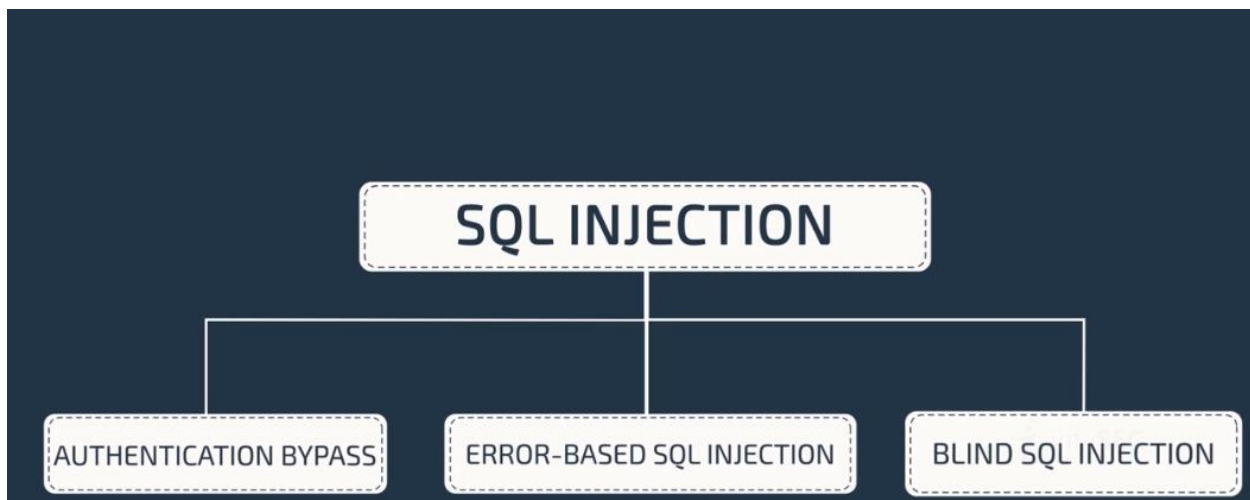 SQL INJECTION
AUTHENTICATION BYPASS
ERROR-BASED SQL INJECTION
BLIND SQL INJECTION